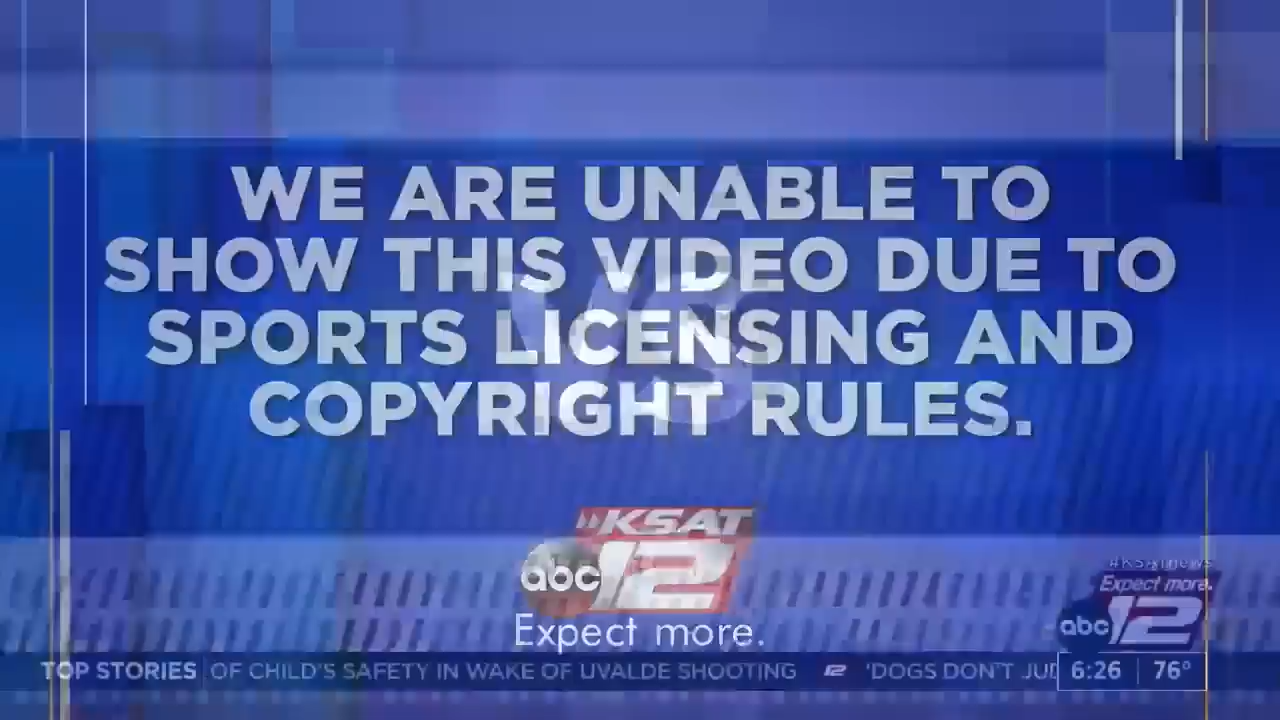 WE ARE UNABLE TO
SHOW THIS VIDEO DUE TO
SPORTS LICENSING AND
COPYRIGHT RULES.
VS
KSAT
abc 12
Expect more.
Expect more.
abc 12
TOP STORIES OF CHILD'S SAFETY IN WAKE OF UVALDE SHOOTING 12 'DOGS DON'T 6:26 76°